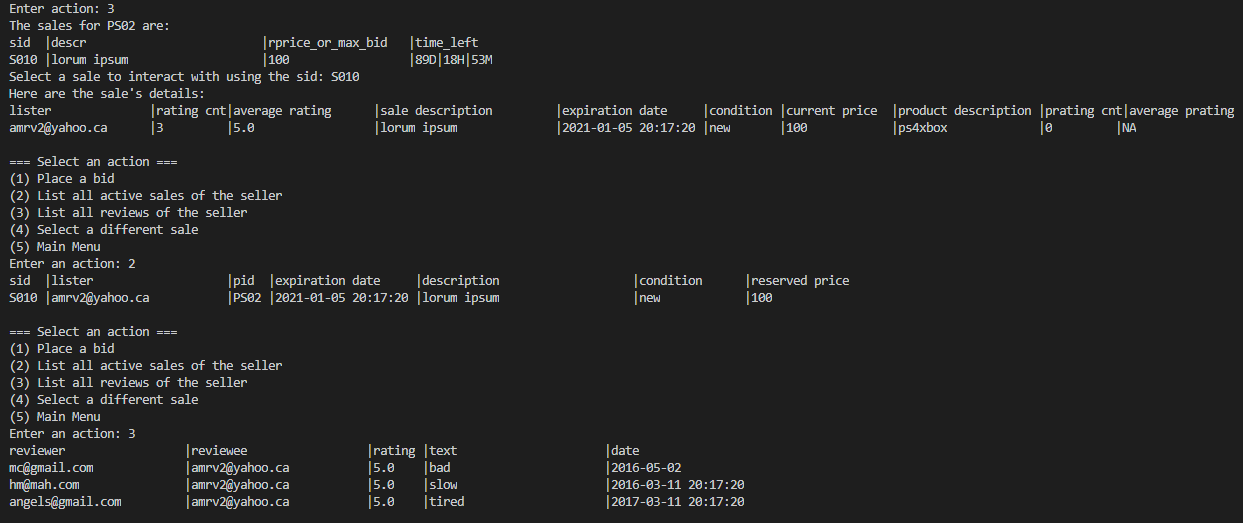 Enter action: 3
The sales for PS02 are:
sid  |descr                         |rprice_or_max_bid   |time_left
S010 |lorum ipsum                   |100                 |89D|18H|53M
Select a sale to interact with using the sid: S010
Here are the sale's details:
lister              |rating cnt|average rating      |sale description         |expiration date     |condition |current price  |product description |prating cnt|average prating
amrv2@yahoo.ca      |3         |5.0                 |lorum ipsum              |2021-01-05 20:17:20 |new       |100            |ps4xbox             |0          |NA
=== Select an action ===
(1) Place a bid
(2) List all active sales of the seller
(3) List all reviews of the seller
(4) Select a different sale
(5) Main Menu
Enter an action: 2
sid  |lister              |pid  |expiration date     |description                   |condition      |reserved price
S010 |amrv2@yahoo.ca      |PS02 |2021-01-05 20:17:20 |lorum ipsum                   |new            |100
=== Select an action ===
(1) Place a bid
(2) List all active sales of the seller
(3) List all reviews of the seller
(4) Select a different sale
(5) Main Menu
Enter an action: 3
reviewer            |reviewee            |rating |text                |date
mc@gmail.com        |amrv2@yahoo.ca      |5.0    |bad                 |2016-05-02
hm@mah.com          |amrv2@yahoo.ca      |5.0    |slow                |2016-03-11 20:17:20
angels@gmail.com    |amrv2@yahoo.ca      |5.0    |tired               |2017-03-11 20:17:20